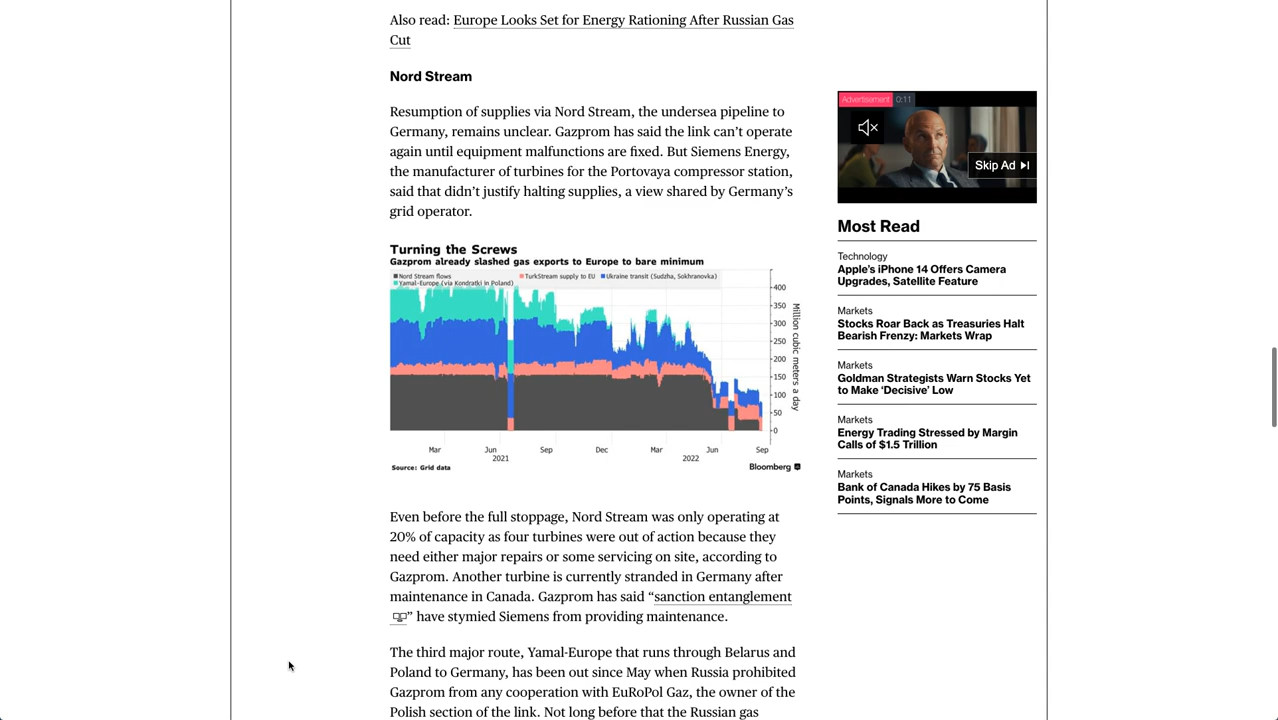 Also read: Europe Looks Set for Energy Rationing After Russian Gas
Cut
Nord Stream
Resumption of supplies via Nord Stream, the undersea pipeline to
Germany, remains unclear. Gazprom has said the link can’t operate
again until equipment malfunctions are fixed. But Siemens Energy,
the manufacturer of turbines for the Portovaya compressor station,
said that didn’t justify halting supplies, a view shared by Germany’s
grid operator.
Turning the Screws
Gazprom already slashed gas exports to Europe to bare minimum
Nord Stream flows TurkStream supply to EU Ukraine transit (Sudzha, Sokhranovka)
Yamal-Europe (via Kondratki in Poland)
400
350
300
250
200
150
100
50
0
Million cubic meters a day
Mar Jun Sep Dec Mar Jun Sep
2021 2022
Source: Grid data Bloomberg
Even before the full stoppage, Nord Stream was only operating at
20% of capacity as four turbines were out of action because they
need either major repairs or some servicing on site, according to
Gazprom. Another turbine is currently stranded in Germany after
maintenance in Canada. Gazprom has said “sanction entanglement
” have stymied Siemens from providing maintenance.
The third major route, Yamal-Europe that runs through Belarus and
Poland to Germany, has been out since May when Russia prohibited
Gazprom from any cooperation with EuRoPol Gaz, the owner of the
Polish section of the link. Not long before that the Russian gas
Advertisement 0:11
Skip Ad
Most Read
Technology
Apple’s iPhone 14 Offers Camera
Upgrades, Satellite Feature
Markets
Stocks Roar Back as Treasuries Halt
Bearish Frenzy: Markets Wrap
Markets
Goldman Strategists Warn Stocks Yet
to Make ‘Decisive’ Low
Markets
Energy Trading Stressed by Margin
Calls of $1.5 Trillion
Markets
Bank of Canada Hikes by 75 Basis
Points, Signals More to Come